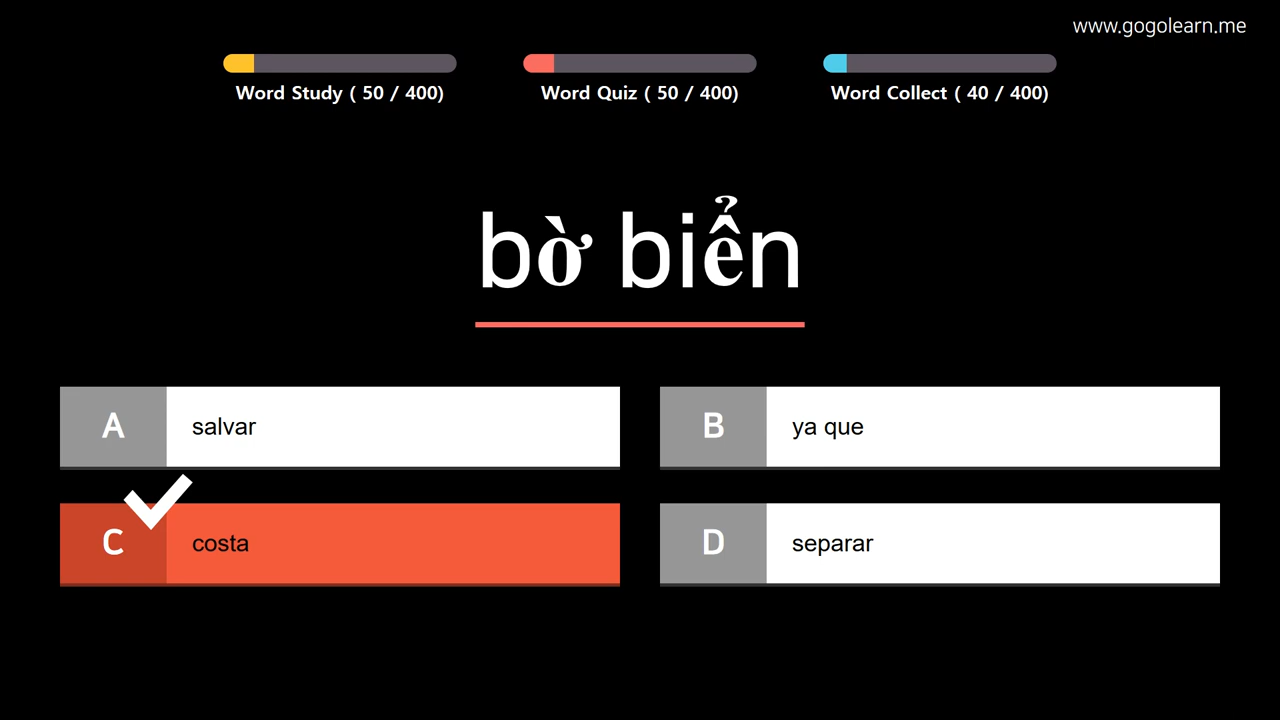 www.gogolearn.me
Word Study ( 50 / 400)
Word Quiz ( 50 / 400)
Word Collect ( 40 / 400)
bờ biển
A salvar
B ya que
C costa
D separar